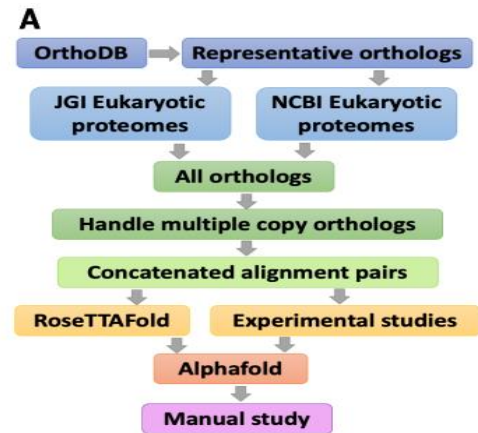 A
OrthoDB
Representative orthologs
JGI Eukaryotic
proteomes
NCBI Eukaryotic
proteomes
All orthologs
Handle multiple copy orthologs
Concatenated alignment pairs
RoseTTAFold
Experimental studies
Alphafold
Manual study